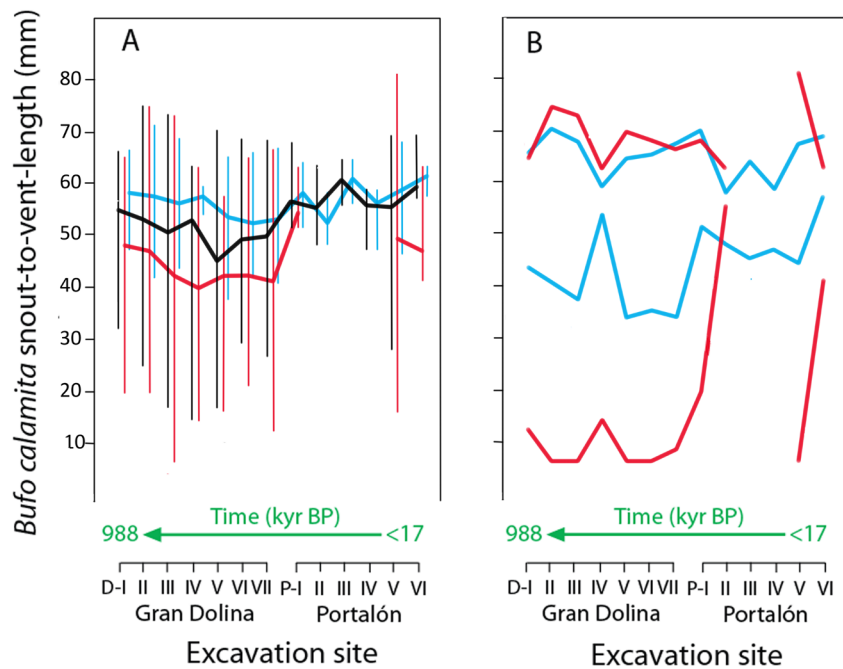 A
B
Bufo calamita snout-to-vent-length (mm)
80
70
60
50
40
30
20
10
Time (kyr BP)
988
<17
D-I II III IV V VI VII P-I II III IV V VI
Gran Dolina Portalón
Excavation site
Time (kyr BP)
988
<17
D-I II III IV V VI VII P-I II III IV V VI
Gran Dolina Portalón
Excavation site